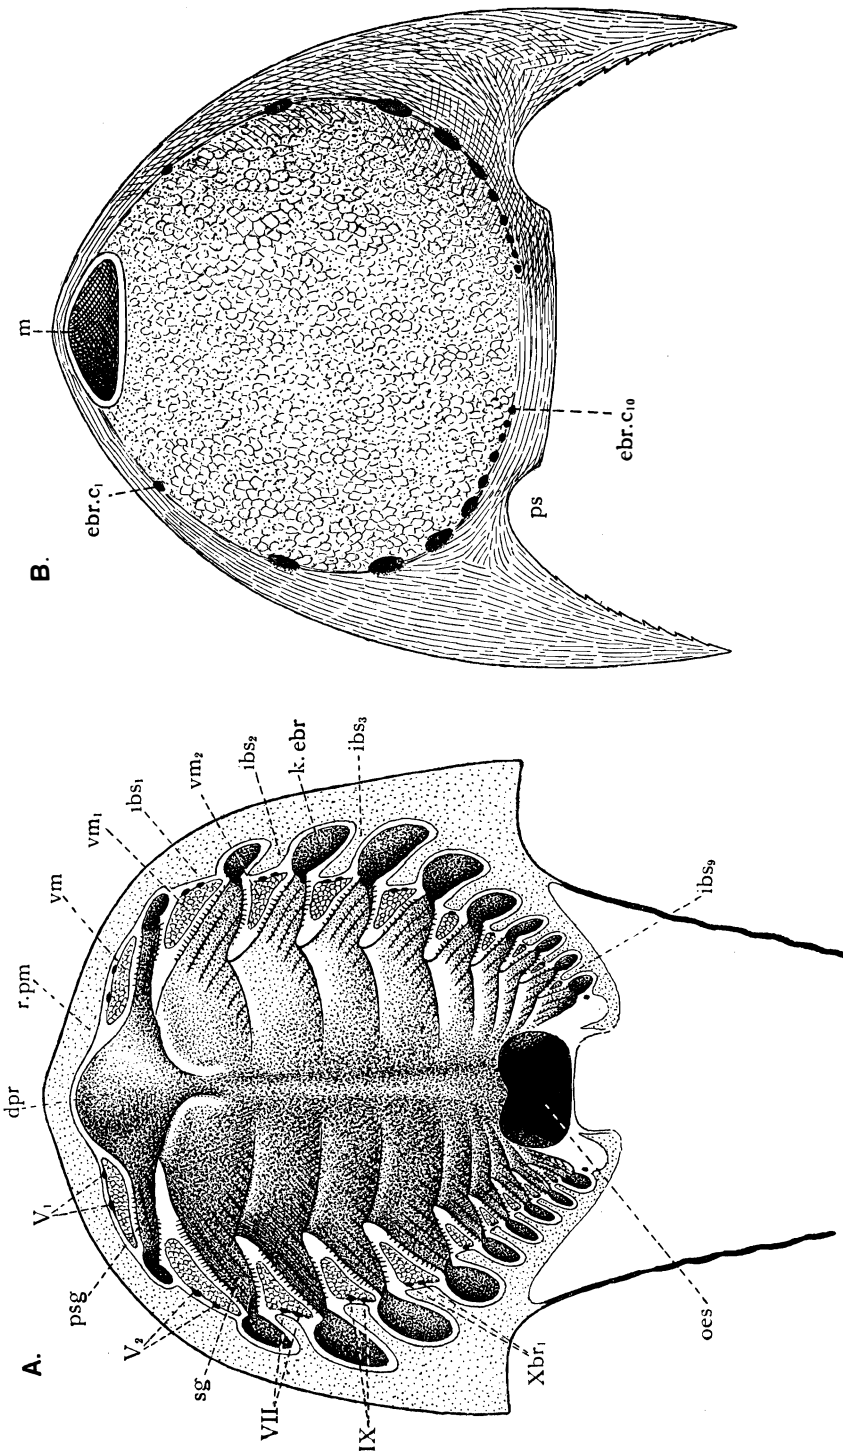 A.
V₂
psg
V₁
dpr
r.pm
vm
vm₁
ibs₁
vm₂
ibs₂
k. ebr
ibs₃
ibs₉
sg
VII
IX
Xbr₁
oes
B.
ebr.c₁
m
ps
ebr.c₁₀